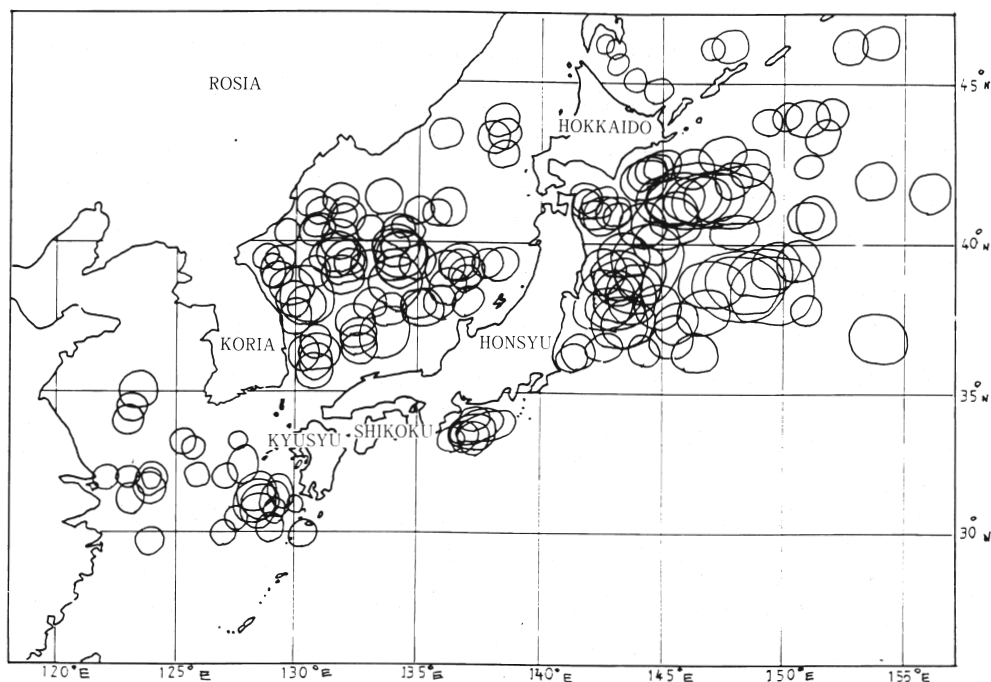 ROSIA
45°N
HOKKAIDO
40°N
KORIA
HONSYU
35°N
KYUSYU
SHIKOKU
30°N
120°E
125°E
130°E
135°E
140°E
145°E
150°E
155°E